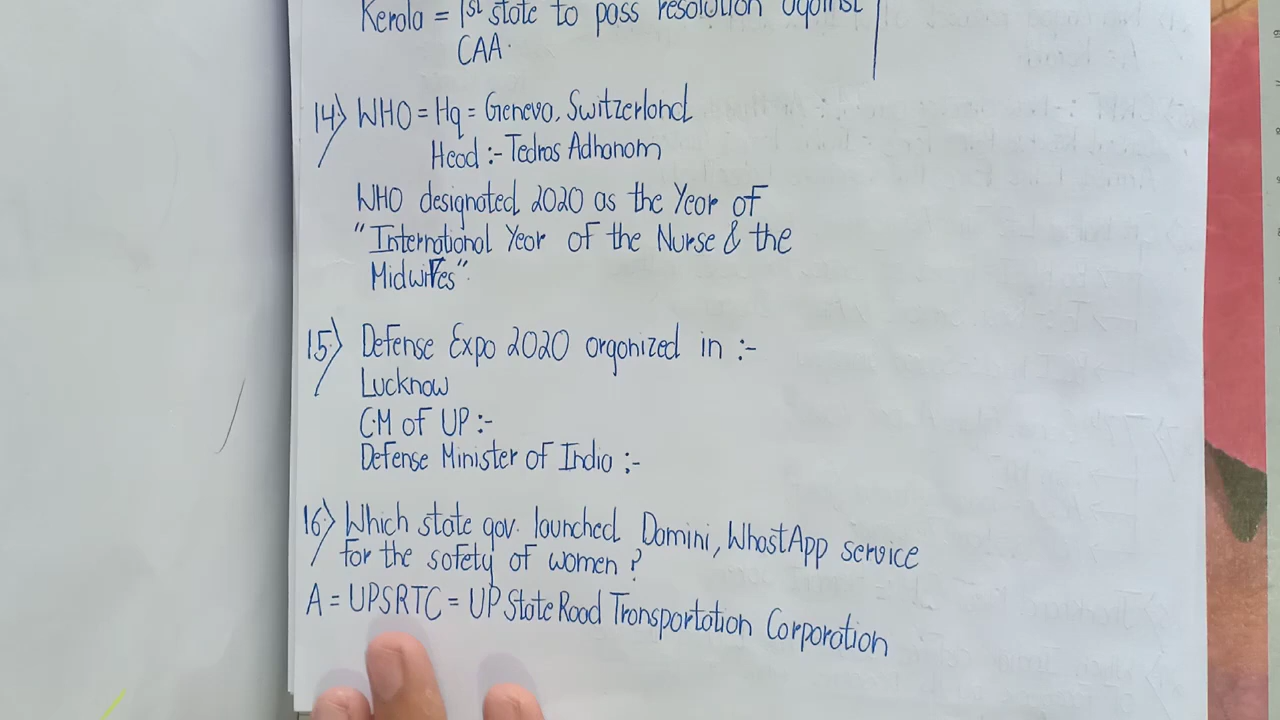 Kerala = 1st state to pass resolution against
CAA.
14) WHO = Hq = Geneva, Switzerland
Head :- Tedros Adhanom
WHO designated 2020 as the Year of
"International Year of the Nurse & the
Midwifes"
15) Defense Expo 2020 organized in :-
Lucknow
C.M of UP :-
Defense Minister of India :-
16) Which state gov. launched Damini, WhastApp service
for the safety of women ?
A = UPSRTC = UP State Road Transportation Corporation